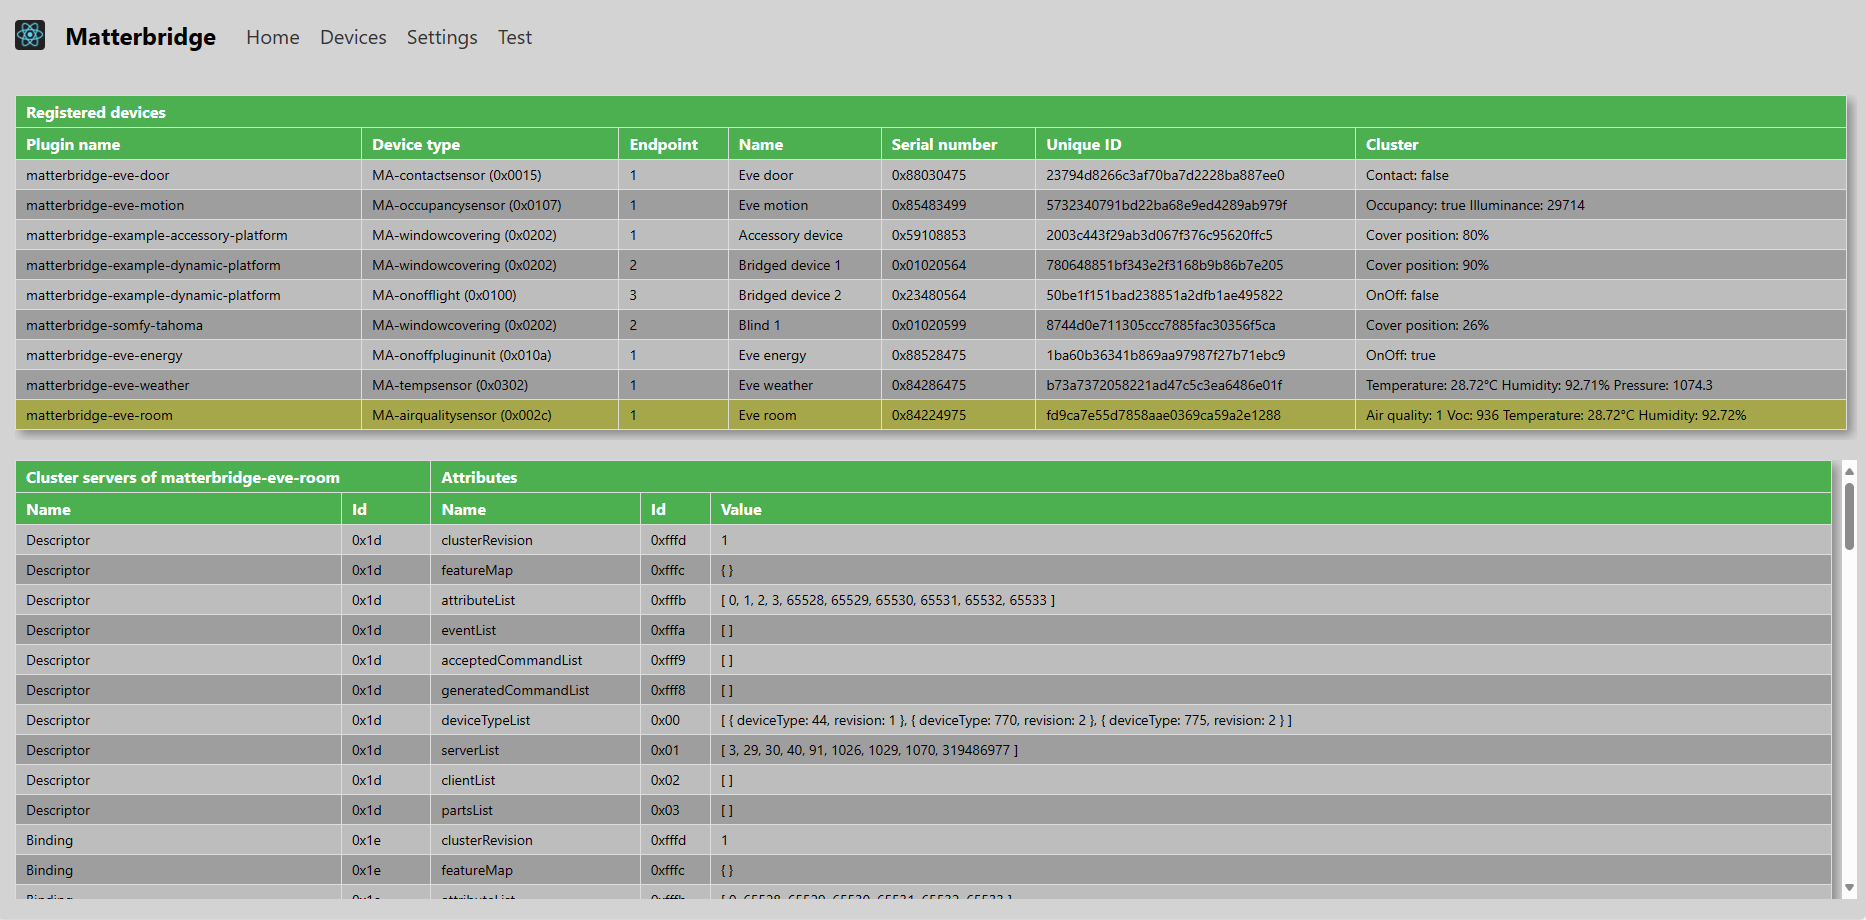 Matterbridge Home Devices Settings Test
Registered devices
Plugin name Device type Endpoint Name Serial number Unique ID Cluster
matterbridge-eve-door MA-contactsensor (0x0015) 1 Eve door 0x88030475 23794d8266c3af70ba7d2228ba887ee0 Contact: false
matterbridge-eve-motion MA-occupancysensor (0x0107) 1 Eve motion 0x85483499 5732340791bd22ba68e9ed4289ab979f Occupancy: true Illuminance: 29714
matterbridge-example-accessory-platform MA-windowcovering (0x0202) 1 Accessory device 0x59108853 2003c443f29ab3d067f376c95620ffc5 Cover position: 80%
matterbridge-example-dynamic-platform MA-windowcovering (0x0202) 2 Bridged device 1 0x01020564 780648851bf343e2f3168b9b86b7e205 Cover position: 90%
matterbridge-example-dynamic-platform MA-onofflight (0x0100) 3 Bridged device 2 0x23480564 50be1f151bad238851a2dfb1ae495822 OnOff: false
matterbridge-somfy-tahoma MA-windowcovering (0x0202) 2 Blind 1 0x01020599 8744d0e711305ccc7885fac30356f5ca Cover position: 26%
matterbridge-eve-energy MA-onoffpluginunit (0x010a) 1 Eve energy 0x88528475 1ba60b36341b869aa97987f27b71ebc9 OnOff: true
matterbridge-eve-weather MA-tempsensor (0x0302) 1 Eve weather 0x84286475 b73a7372058221ad47c5c3ea6486e01f Temperature: 28.72°C Humidity: 92.71% Pressure: 1074.3
matterbridge-eve-room MA-airqualitysensor (0x002c) 1 Eve room 0x84224975 fd9ca7e55d7858aae0369ca59a2e1288 Air quality: 1 Voc: 936 Temperature: 28.72°C Humidity: 92.72%
Cluster servers of matterbridge-eve-room Attributes
Name Id Name Id Value
Descriptor 0x1d clusterRevision 0xfffd 1
Descriptor 0x1d featureMap 0xfffc { }
Descriptor 0x1d attributeList 0xfffb [ 0, 1, 2, 3, 65528, 65529, 65530, 65531, 65532, 65533 ]
Descriptor 0x1d eventList 0xfffa [ ]
Descriptor 0x1d acceptedCommandList 0xfff9 [ ]
Descriptor 0x1d generatedCommandList 0xfff8 [ ]
Descriptor 0x1d deviceTypeList 0x00 [ { deviceType: 44, revision: 1 }, { deviceType: 770, revision: 2 }, { deviceType: 775, revision: 2 } ]
Descriptor 0x1d serverList 0x01 [ 3, 29, 30, 40, 91, 1026, 1029, 1070, 319486977 ]
Descriptor 0x1d clientList 0x02 [ ]
Descriptor 0x1d partsList 0x03 [ ]
Binding 0x1e clusterRevision 0xfffd 1
Binding 0x1e featureMap 0xfffc { }
Binding 0x1e attributeList 0xfffb [ 0, 65528, 65529, 65530, 65531, 65532, 65533 ]